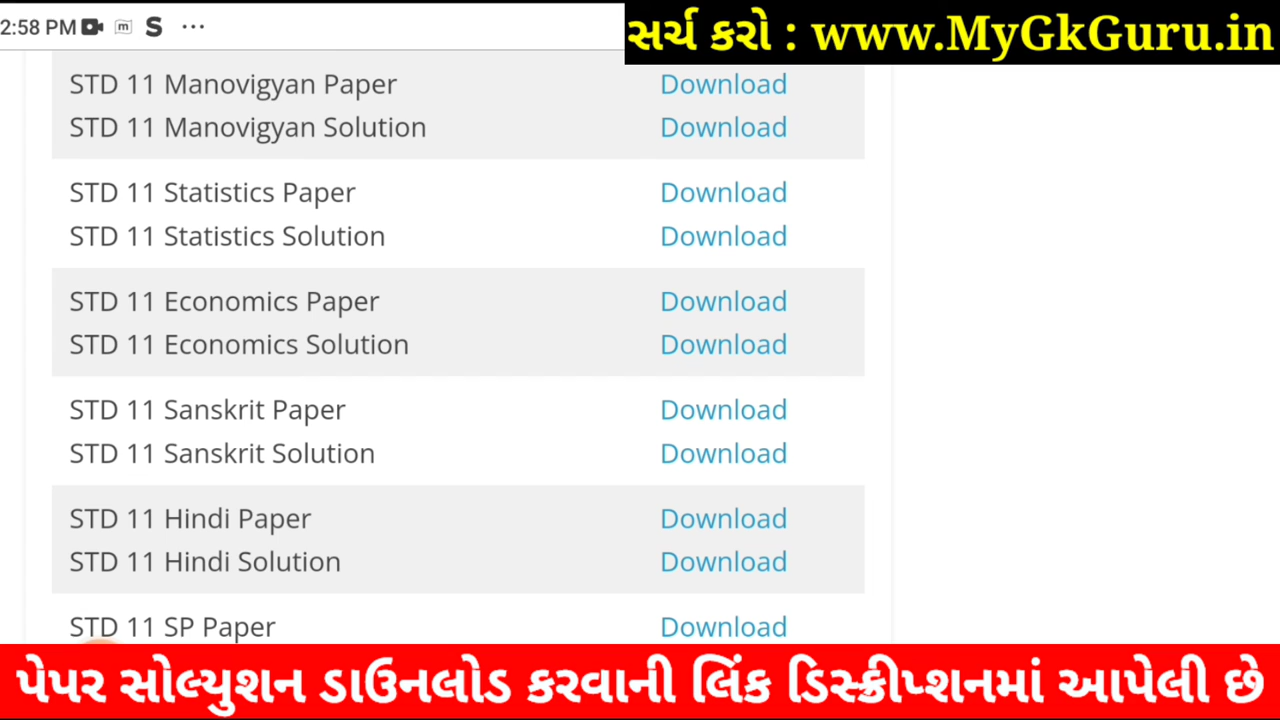 2:58 PM m S ...
સર્ચ કરો : www.MyGkGuru.in
STD 11 Manovigyan Paper Download
STD 11 Manovigyan Solution Download
STD 11 Statistics Paper Download
STD 11 Statistics Solution Download
STD 11 Economics Paper Download
STD 11 Economics Solution Download
STD 11 Sanskrit Paper Download
STD 11 Sanskrit Solution Download
STD 11 Hindi Paper Download
STD 11 Hindi Solution Download
STD 11 SP Paper Download
પેપર સોલ્યુશન ડાઉનલોડ કરવાની લિંક ડિસ્ક્રીપ્શનમાં આપેલી છે